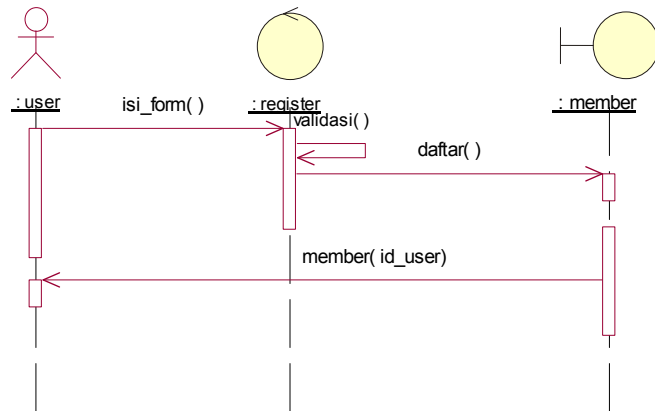 : user
: register
: member
isi_form( )
validasi( )
daftar( )
member( id_user)